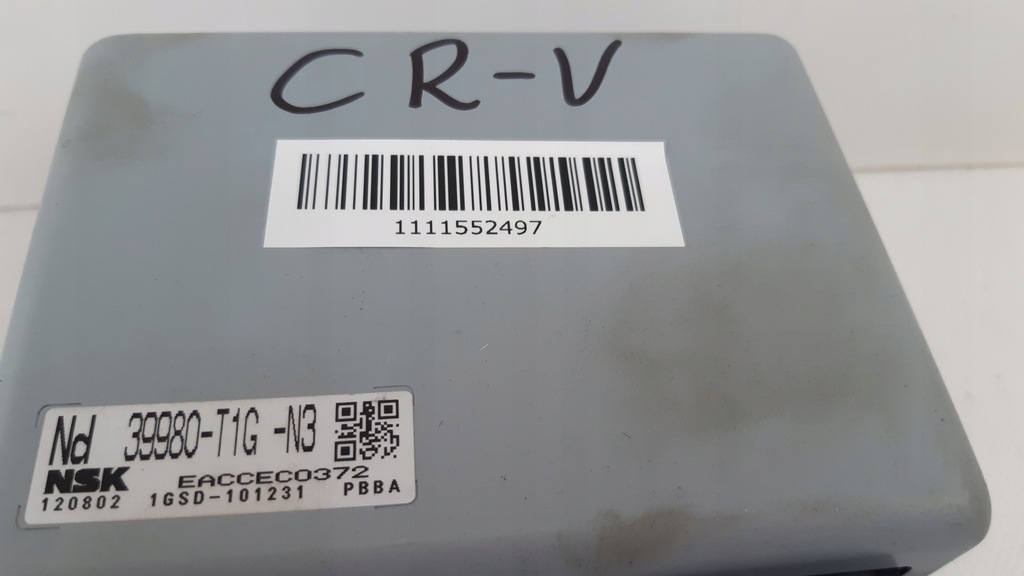 CR-V
1111552497
Nd 39980-T1G -N3
NSK EACCEC0372
120802 1GSD-101231 PBBA